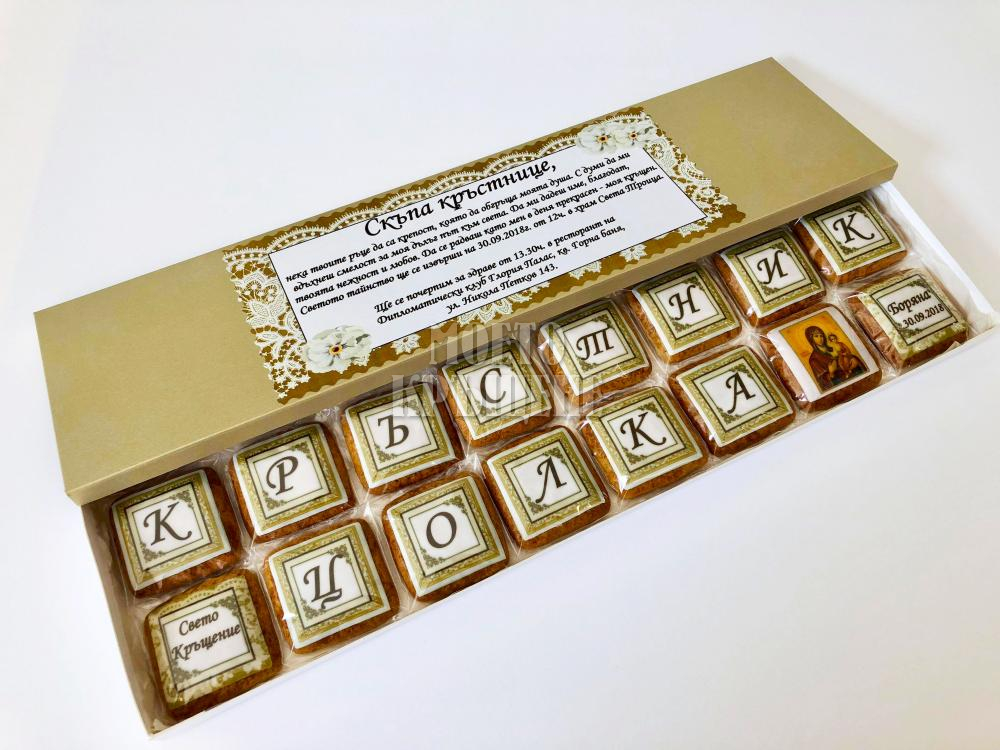 Скъпа кръстнице,
нека твоите ръце да са крепост, която да обгръща моята душа. С думи да ми
вдъхнеш смелост за моя дълъг път към света. Да ми дадеш име, благодат,
твоята нежност и любов. Да се радваш като мен в деня прекрасен - моя кръщен.
Светото тайнство ще се извърши на 30.09.2018г. от 12ч. в храм Света Троица.
Ще се почерпим за здраве от 13.30ч. в ресторант на
Дипломатически клуб Глория Палас, кв. Горна баня,
ул. Никола Петков 143.
МОЕТО
КРЪЩЕНЕ
К Р Ъ С Т Н И К
Свето
Кръщение
Ц О Л К А
Боряна
30.09.2018